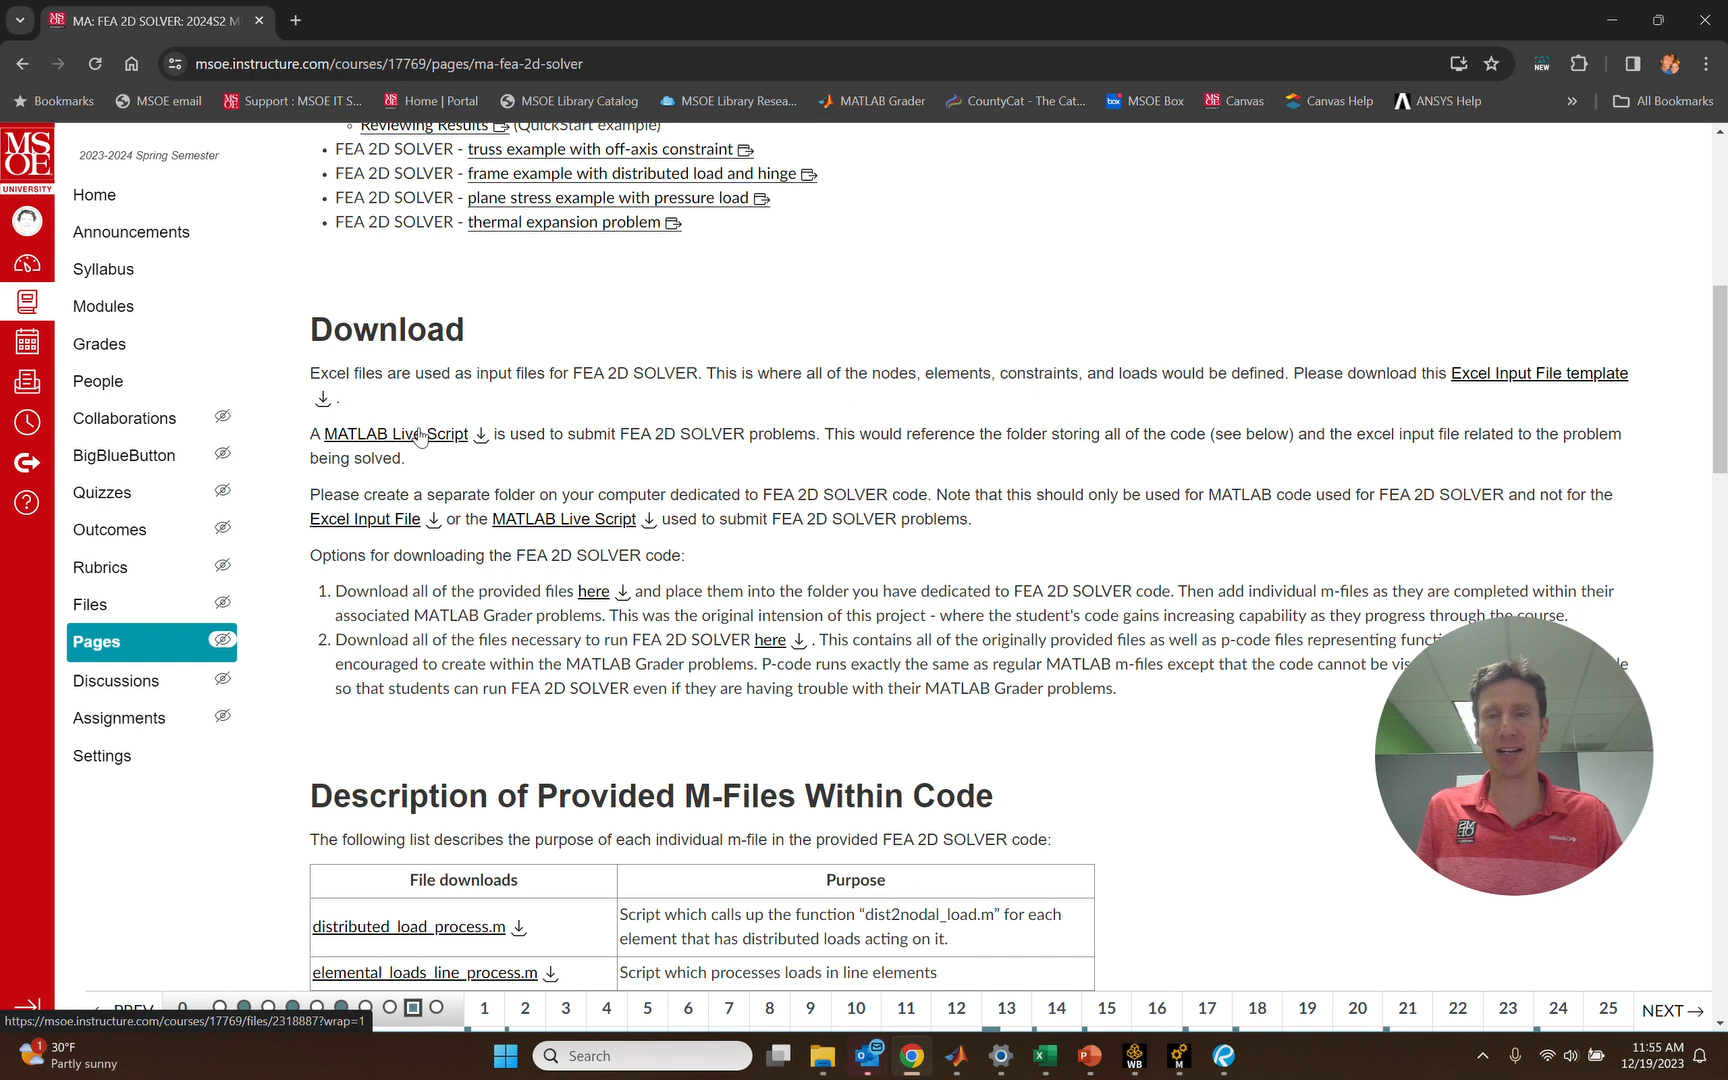 MA: FEA 2D SOLVER: 2024S2 M
msoe.instructure.com/courses/17769/pages/ma-fea-2d-solver
NEW
Bookmarks
MSOE email
Support : MSOE IT S...
Home | Portal
MSOE Library Catalog
MSOE Library Resea...
MATLAB Grader
CountyCat - The Cat...
MSOE Box
Canvas
Canvas Help
ANSYS Help
»
All Bookmarks
MS
OE
UNIVERSITY
2023-2024 Spring Semester
Home
Announcements
Syllabus
Modules
Grades
People
Collaborations
BigBlueButton
Quizzes
Outcomes
Rubrics
Files
Pages
Discussions
Assignments
Settings
Reviewing Results (QuickStart example)
• FEA 2D SOLVER - truss example with off-axis constraint
• FEA 2D SOLVER - frame example with distributed load and hinge
• FEA 2D SOLVER - plane stress example with pressure load
• FEA 2D SOLVER - thermal expansion problem
Download
Excel files are used as input files for FEA 2D SOLVER. This is where all of the nodes, elements, constraints, and loads would be defined. Please download this Excel Input File template
.
A MATLAB Live Script is used to submit FEA 2D SOLVER problems. This would reference the folder storing all of the code (see below) and the excel input file related to the problem
being solved.
Please create a separate folder on your computer dedicated to FEA 2D SOLVER code. Note that this should only be used for MATLAB code used for FEA 2D SOLVER and not for the
Excel Input File or the MATLAB Live Script used to submit FEA 2D SOLVER problems.
Options for downloading the FEA 2D SOLVER code:
1. Download all of the provided files here and place them into the folder you have dedicated to FEA 2D SOLVER code. Then add individual m-files as they are completed within their
associated MATLAB Grader problems. This was the original intension of this project - where the student's code gains increasing capability as they progress through the course.
2. Download all of the files necessary to run FEA 2D SOLVER here . This contains all of the originally provided files as well as p-code files representing
encouraged to create within the MATLAB Grader problems. P-code runs exactly the same as regular MATLAB m-files except that the code cannot be
so that students can run FEA 2D SOLVER even if they are having trouble with their MATLAB Grader problems.
Description of Provided M-Files Within Code
The following list describes the purpose of each individual m-file in the provided FEA 2D SOLVER code:
File downloads
Purpose
distributed_load_process.m
Script which calls up the function “dist2nodal_load.m” for each
element that has distributed loads acting on it.
elemental_loads_line_process.m
Script which processes loads in line elements
PREV
0
1 2 3 4 5 6 7 8 9 10 11 12 13 14 15 16 17 18 19 20 21 22 23 24 25
NEXT
https://msoe.instructure.com/courses/17769/files/2318887?wrap=1
1
30°F
Partly sunny
Search
WB
M
11:55 AM
12/19/2023